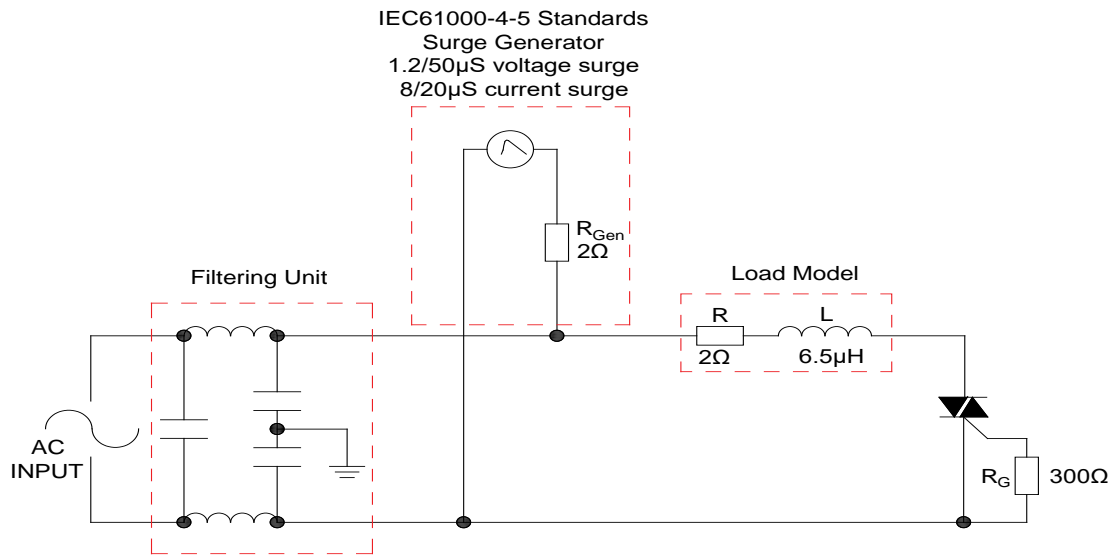 IEC61000-4-5 Standards
Surge Generator
1.2/50µS voltage surge
8/20µS current surge
RGen
2Ω
Filtering Unit
Load Model
R
L
2Ω
6.5µH
AC
INPUT
RG
300Ω